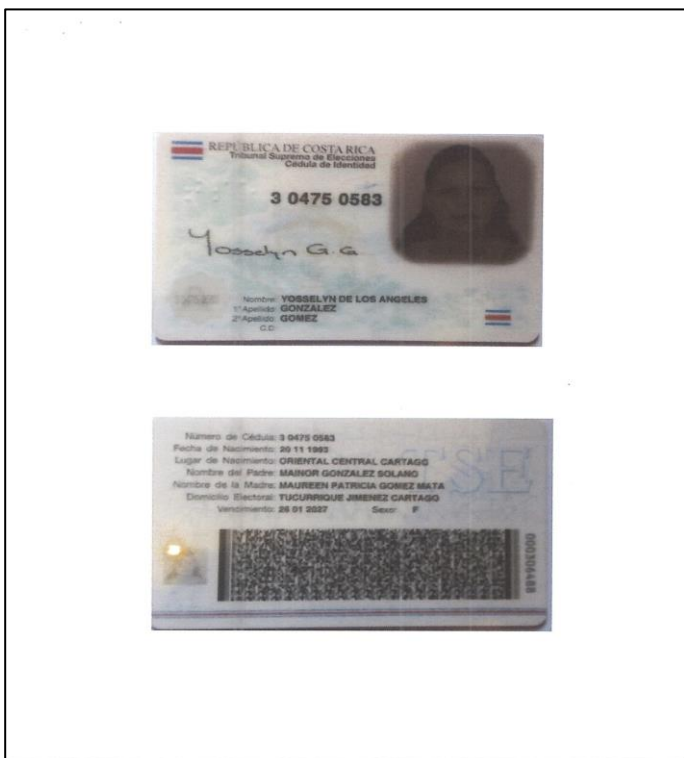 REPÚBLICA DE COSTA RICA
Tribunal Supremo de Elecciones
Cédula de Identidad
3 0475 0583
Yosselyn G. G
Nombre: YOSSELYN DE LOS ANGELES
1° Apellido: GONZALEZ
2° Apellido: GOMEZ
C.D:
Número de Cédula: 3 0475 0583
Fecha de Nacimiento: 20 11 1993
Lugar de Nacimiento: ORIENTAL CENTRAL CARTAGO
Nombre del Padre: MAINOR GONZALEZ SOLANO
Nombre de la Madre: MAUREEN PATRICIA GOMEZ MATA
Domicilio Electoral: TUCURRIQUE JIMENEZ CARTAGO
Vencimiento: 26 01 2027 Sexo: F
TSE